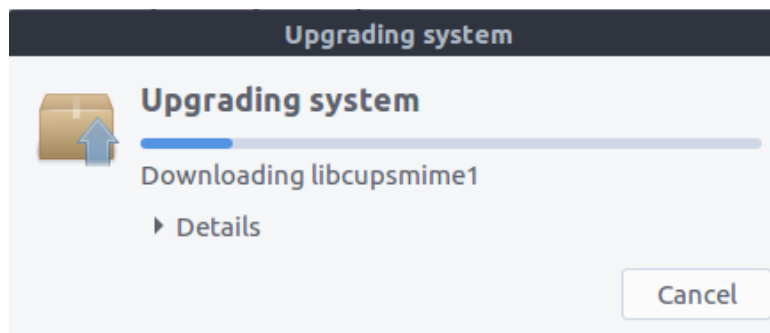 Upgrading system
Upgrading system
Downloading libcupsmime1
Details
Cancel